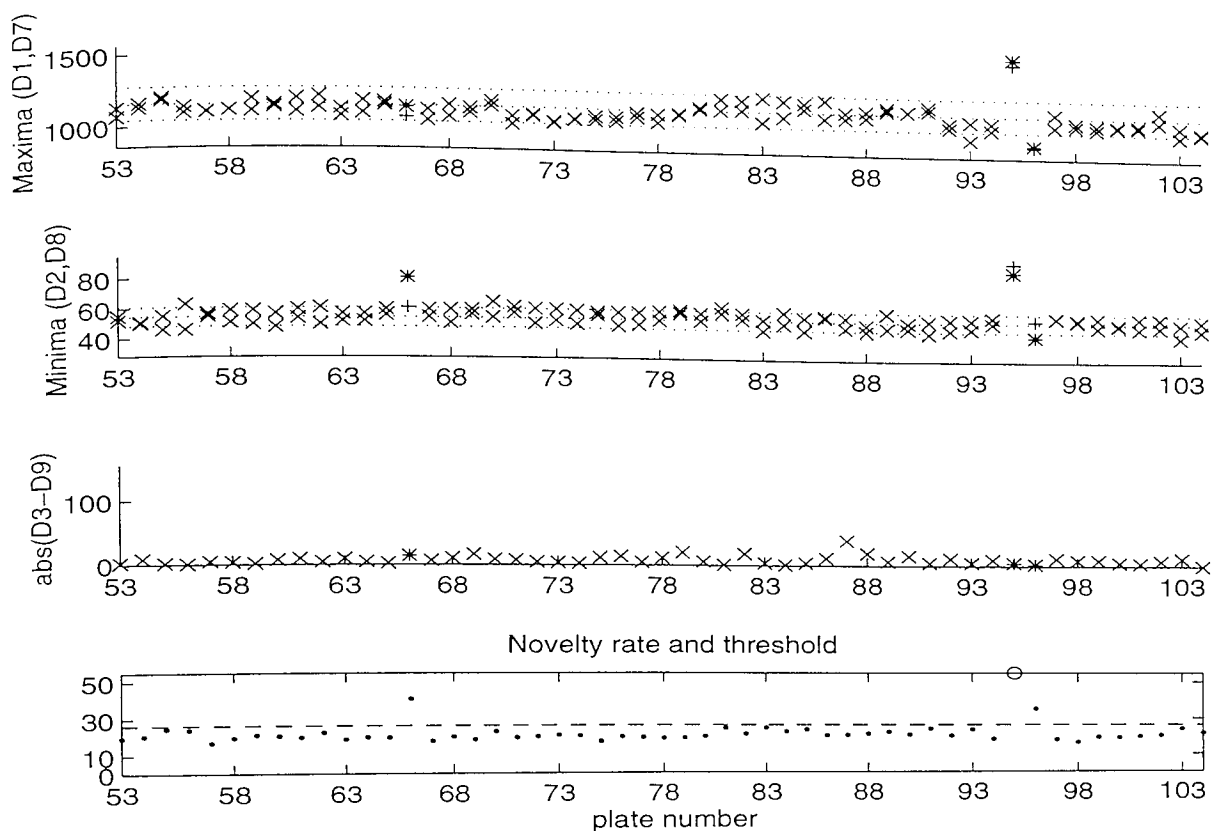 Maxima (D1,D7)
1500
1000
53 58 63 68 73 78 83 88 93 98 103
Minima (D2,D8)
80
60
40
53 58 63 68 73 78 83 88 93 98 103
abs(D3-D9)
100
0
53 58 63 68 73 78 83 88 93 98 103
Novelty rate and threshold
50
30
10
0
53 58 63 68 73 78 83 88 93 98 103
plate number